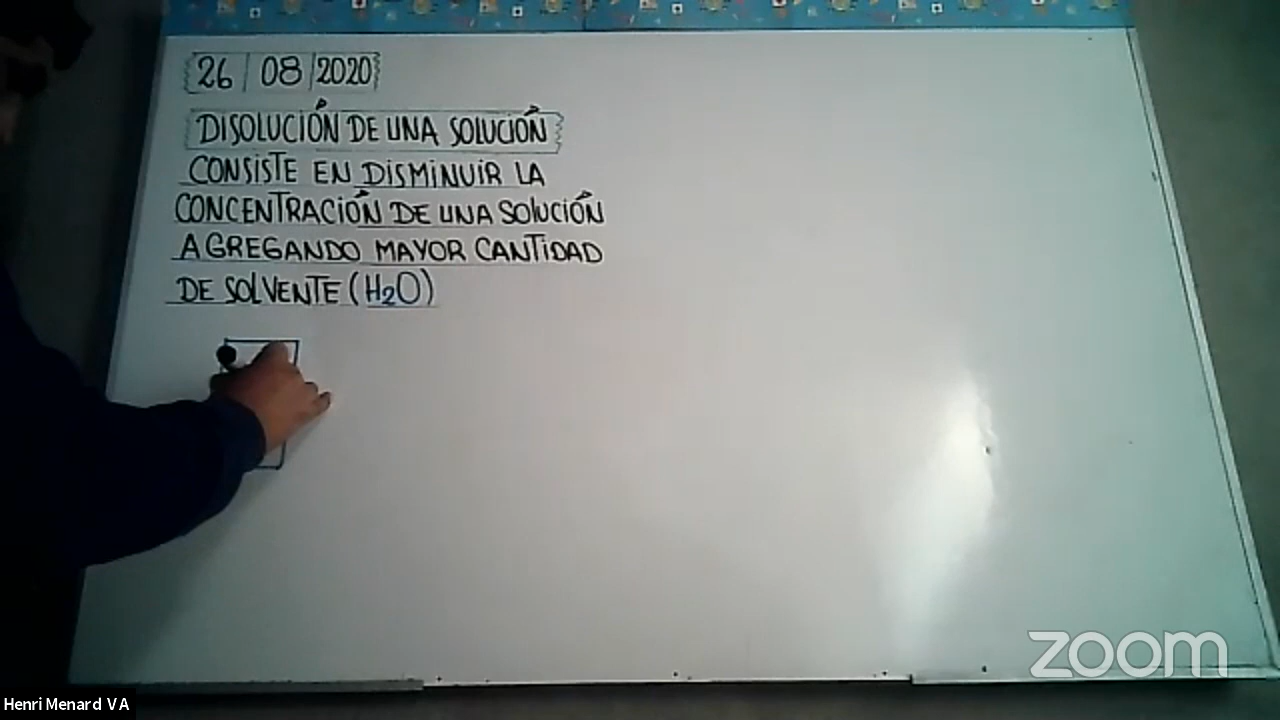 26 | 08 | 2020
DISOLUCIÓN DE UNA SOLUCIÓN
CONSISTE EN DISMINUIR LA
CONCENTRACIÓN DE UNA SOLUCIÓN
AGREGANDO MAYOR CANTIDAD
DE SOLVENTE (H2O)
zoom
Henri Menard VA